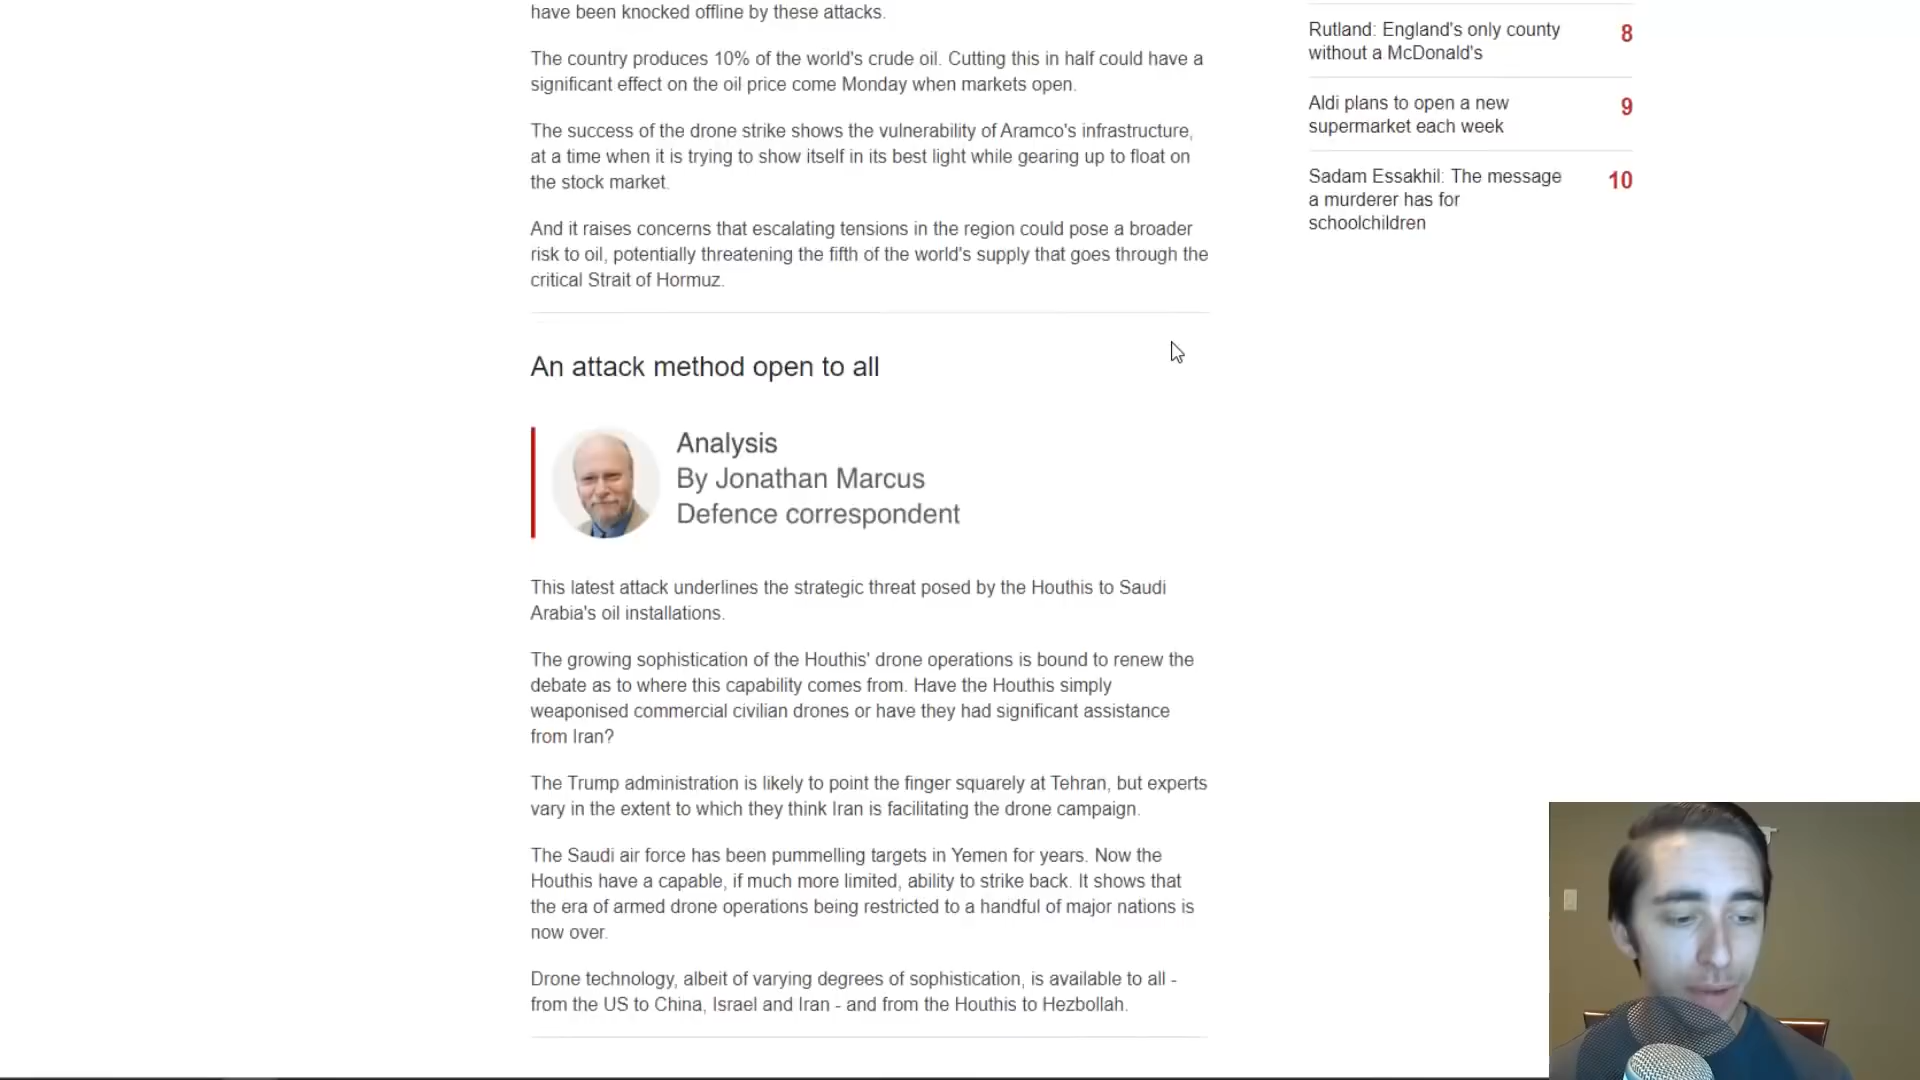 have been knocked offline by these attacks.
The country produces 10% of the world's crude oil. Cutting this in half could have a
significant effect on the oil price come Monday when markets open.
The success of the drone strike shows the vulnerability of Aramco's infrastructure,
at a time when it is trying to show itself in its best light while gearing up to float on
the stock market.
And it raises concerns that escalating tensions in the region could pose a broader
risk to oil, potentially threatening the fifth of the world's supply that goes through the
critical Strait of Hormuz.
An attack method open to all
Analysis
By Jonathan Marcus
Defence correspondent
This latest attack underlines the strategic threat posed by the Houthis to Saudi
Arabia's oil installations.
The growing sophistication of the Houthis' drone operations is bound to renew the
debate as to where this capability comes from. Have the Houthis simply
weaponised commercial civilian drones or have they had significant assistance
from Iran?
The Trump administration is likely to point the finger squarely at Tehran, but experts
vary in the extent to which they think Iran is facilitating the drone campaign.
The Saudi air force has been pummelling targets in Yemen for years. Now the
Houthis have a capable, if much more limited, ability to strike back. It shows that
the era of armed drone operations being restricted to a handful of major nations is
now over.
Drone technology, albeit of varying degrees of sophistication, is available to all -
from the US to China, Israel and Iran - and from the Houthis to Hezbollah.
Rutland: England's only county 8
without a McDonald's
Aldi plans to open a new 9
supermarket each week
Sadam Essakhil: The message 10
a murderer has for
schoolchildren